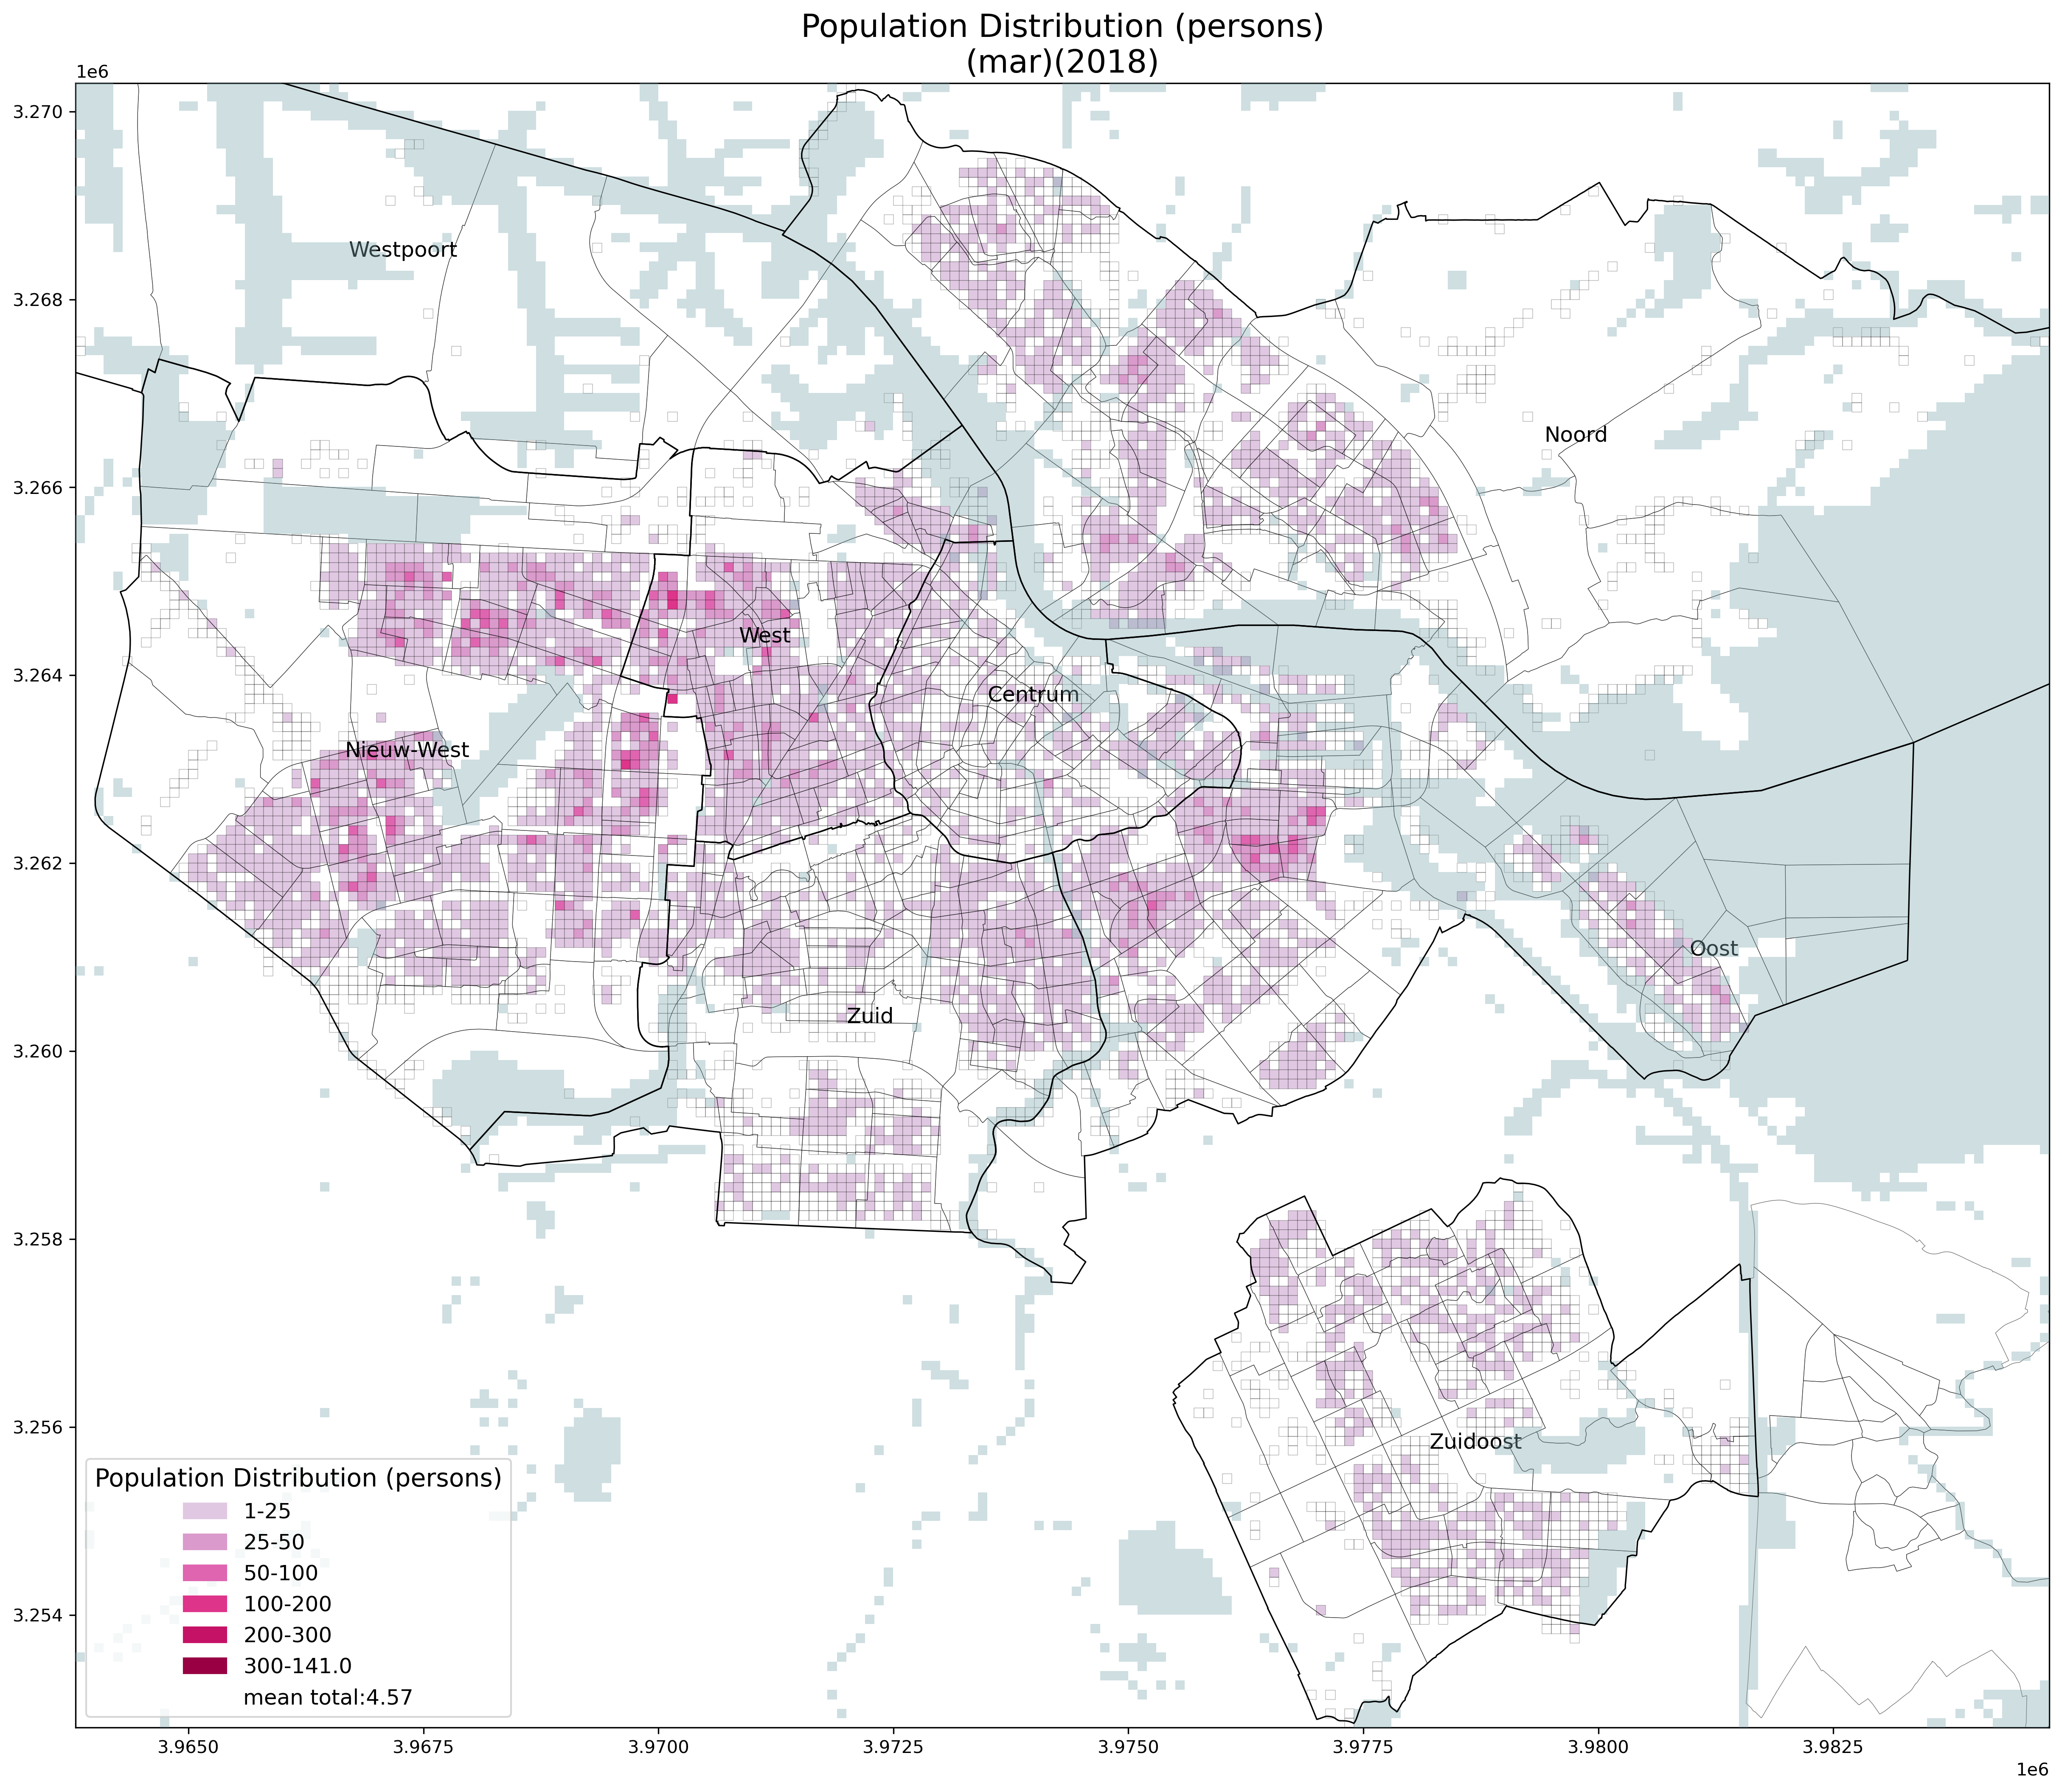 Population Distribution (persons)
(mar)(2018)
1e6
3.270
3.268
3.266
3.264
3.262
3.260
3.258
3.256
3.254
Westpoort
Noord
West
Centrum
Nieuw-West
Oost
Zuid
Zuidoost
Population Distribution (persons)
1-25
25-50
50-100
100-200
200-300
300-141.0
mean total:4.57
3.9650
3.9675
3.9700
3.9725
3.9750
3.9775
3.9800
3.9825
1e6